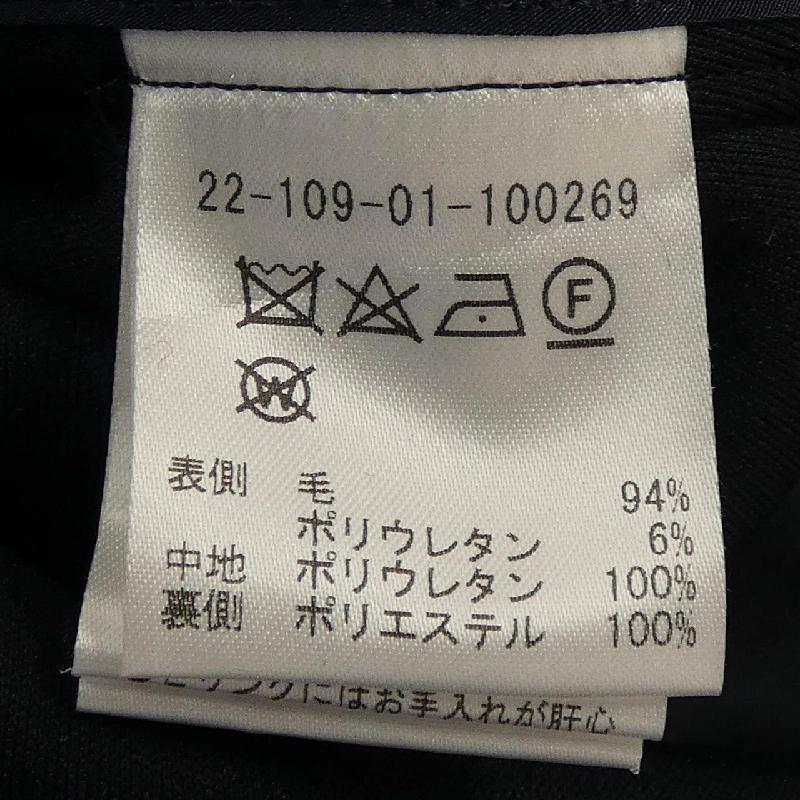 22-109-01-100269
F
W
表側 毛 94%
ポリウレタン 6%
中地 ポリウレタン 100%
裏側 ポリエステル 100%
にはお手入れが肝心